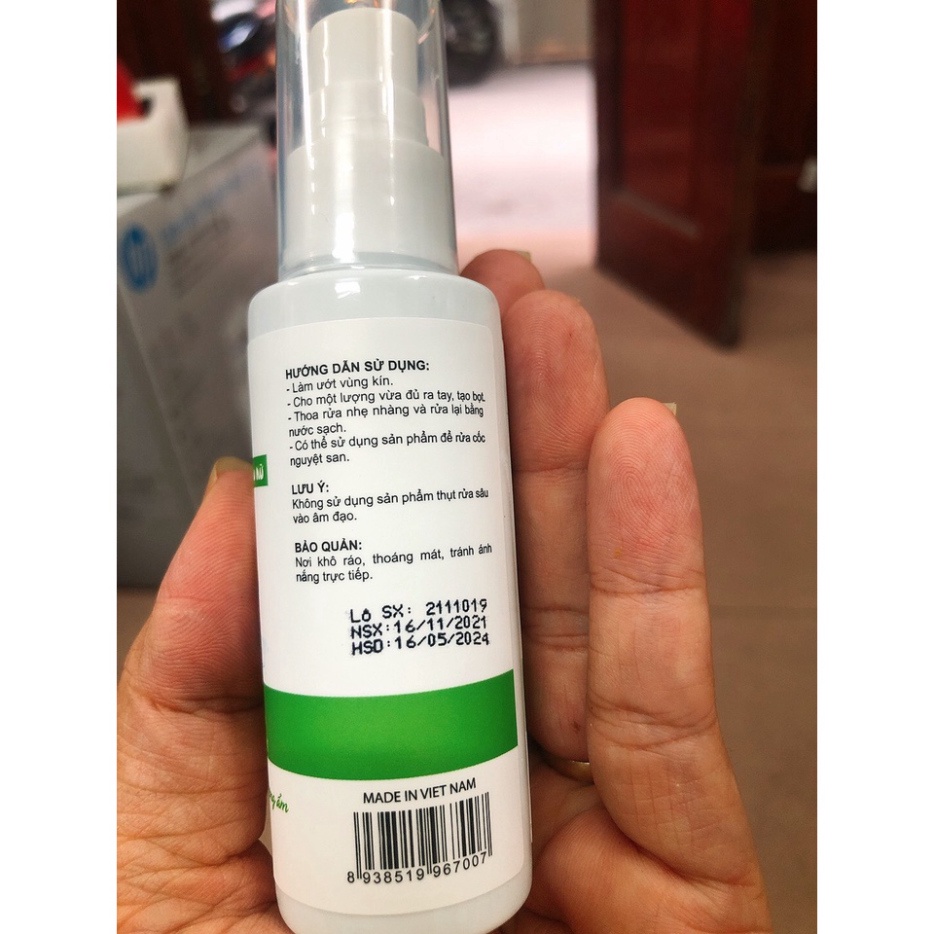 HƯỚNG DẪN SỬ DỤNG:
- Làm ướt vùng kín.
- Cho một lượng vừa đủ ra tay, tạo bọt.
- Thoa rửa nhẹ nhàng và rửa lại bằng
nước sạch.
- Có thể sử dụng sản phẩm để rửa cốc
nguyệt san.
LƯU Ý:
Không sử dụng sản phẩm thụt rửa sâu
vào âm đạo.
BẢO QUẢN:
Nơi khô ráo, thoáng mát, tránh ánh
nắng trực tiếp.
Lô SX: 2111019
NSX:16/11/2021
HSD:16/05/2024
MADE IN VIET NAM
8 938519 967007
hp